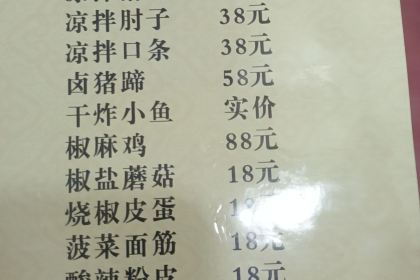 凉拌肘子 38元
凉拌口条 38元
卤猪蹄 58元
干炸小鱼 实价
椒麻鸡 88元
椒盐蘑菇 18元
烧椒皮蛋 18元
菠菜面筋 18元
酸辣粉皮 18元